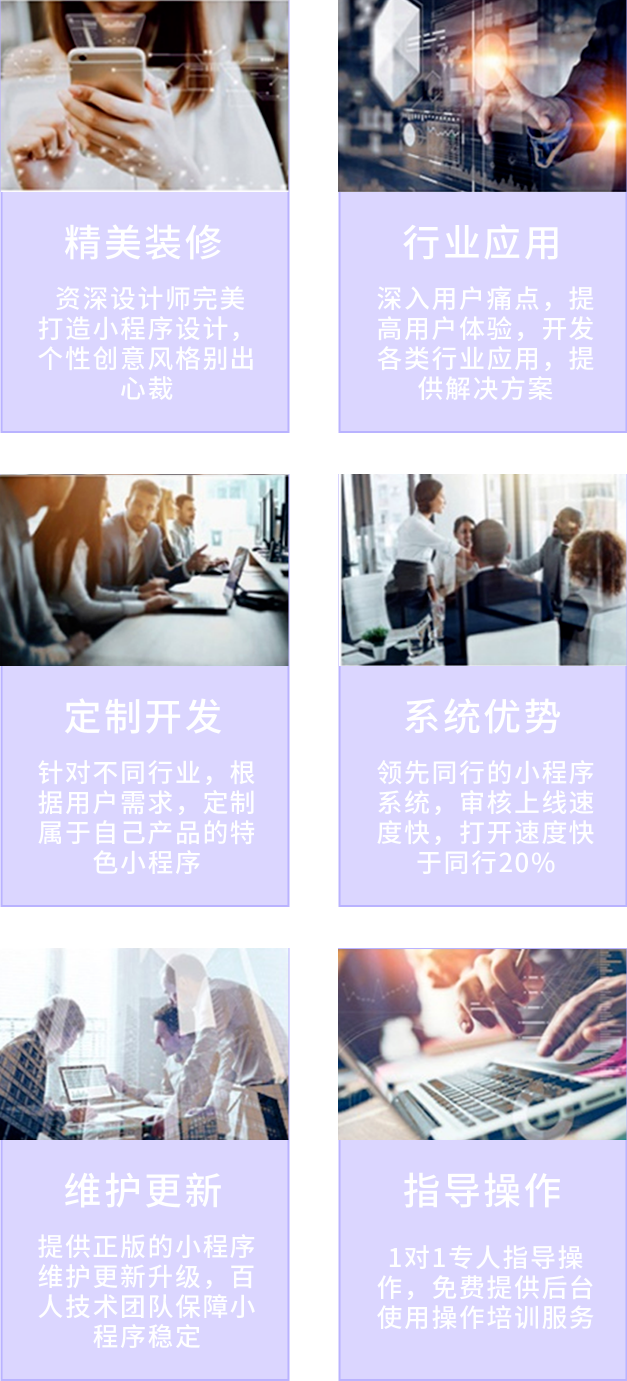 精美装修
资深设计师完美
打造小程序设计，
个性创意风格别出
心裁
行业应用
深入用户痛点，提
高用户体验，开发
各类行业应用，提
供解决方案
定制开发
针对不同行业，根
据用户需求，定制
属于自己产品的特
色小程序
系统优势
领先同行的小程序
系统，审核上线速
度快，打开速度快
于同行20%
维护更新
提供正版的小程序
维护更新升级，百
人技术团队保障小
程序稳定
指导操作
1对1专人指导操
作，免费提供后台
使用操作培训服务